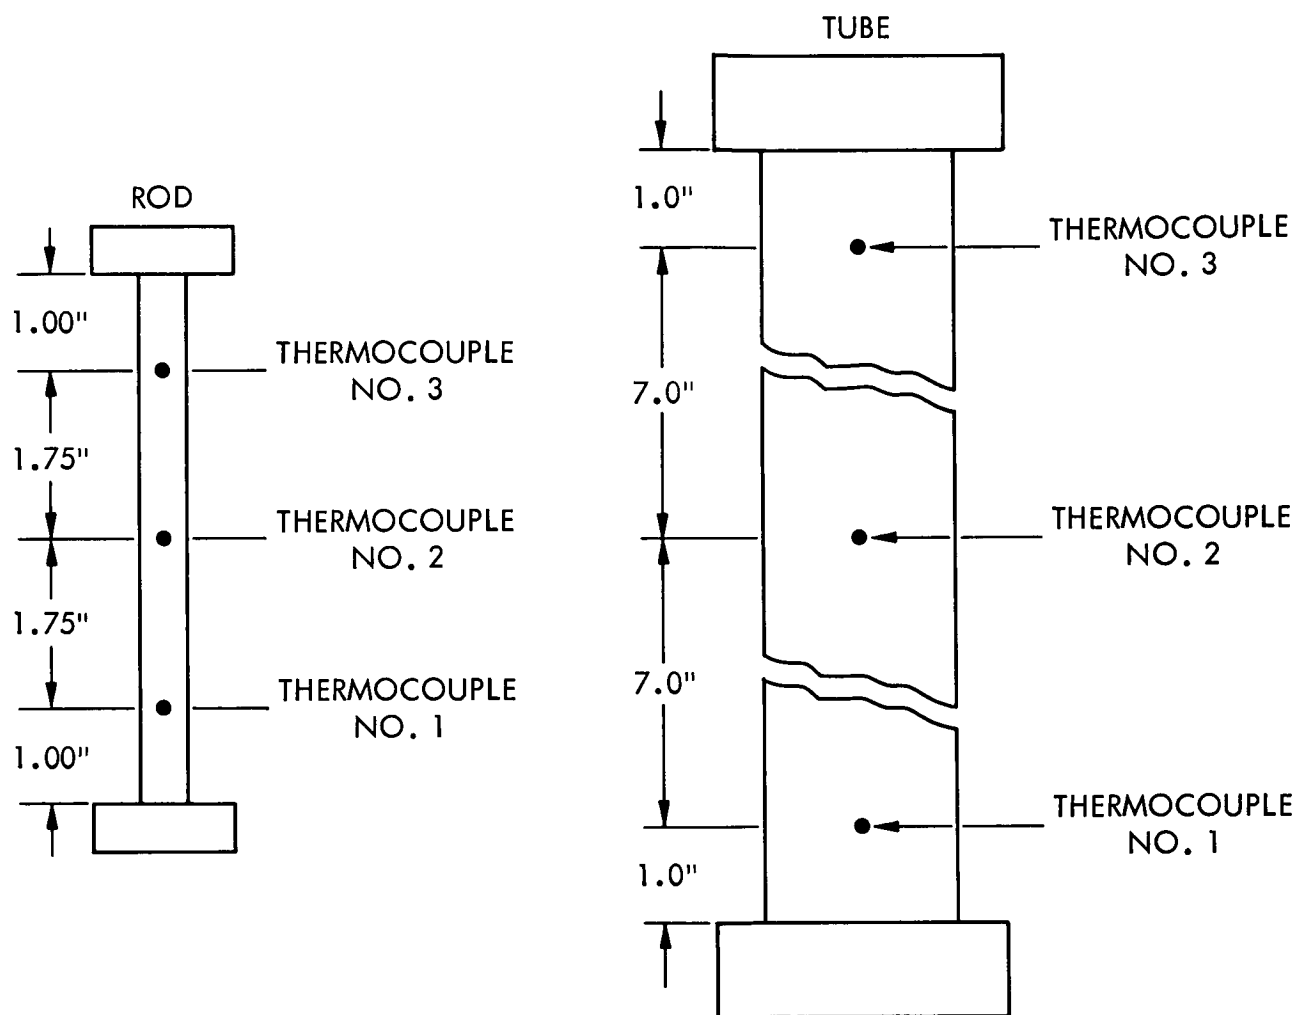 ROD
1.00"
THERMOCOUPLE
NO. 3
1.75"
THERMOCOUPLE
NO. 2
1.75"
THERMOCOUPLE
NO. 1
1.00"
TUBE
1.0"
THERMOCOUPLE
NO. 3
7.0"
THERMOCOUPLE
NO. 2
7.0"
THERMOCOUPLE
NO. 1
1.0"